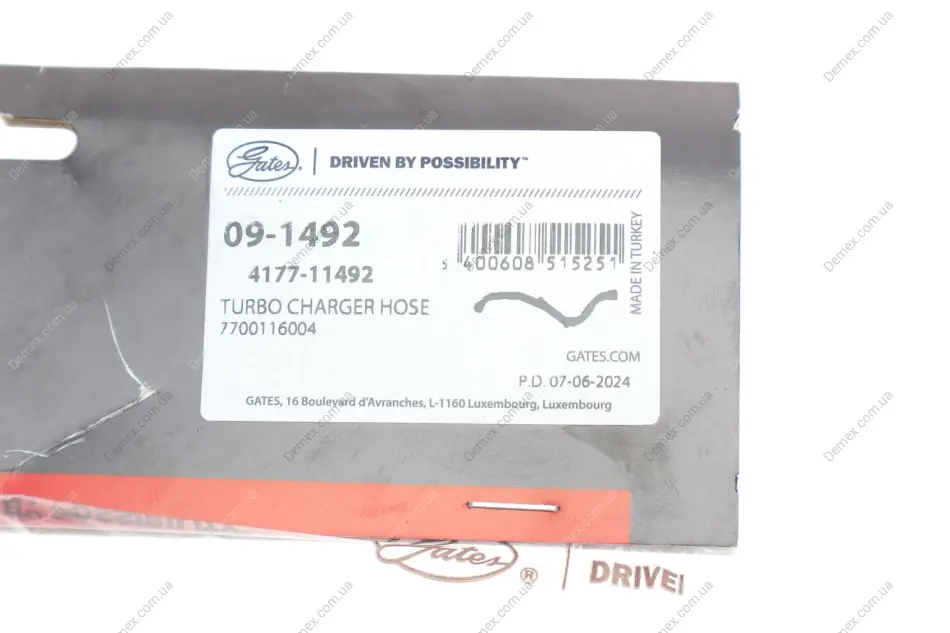 Gates® | DRIVEN BY POSSIBILITY™
09-1492
4177-11492
TURBO CHARGER HOSE
7700116004
5 400608 515251
MADE IN TURKEY
GATES.COM
P.D. 07-06-2024
GATES, 16 Boulevard d'Avranches, L-1160 Luxembourg, Luxembourg
Gates® | DRIVE
Demex.com.ua